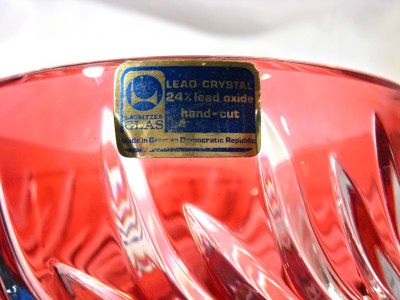 LEAD CRYSTAL
24% lead oxide
hand-cut
LAUSITZER
GLAS
Made in German Democratic Republic